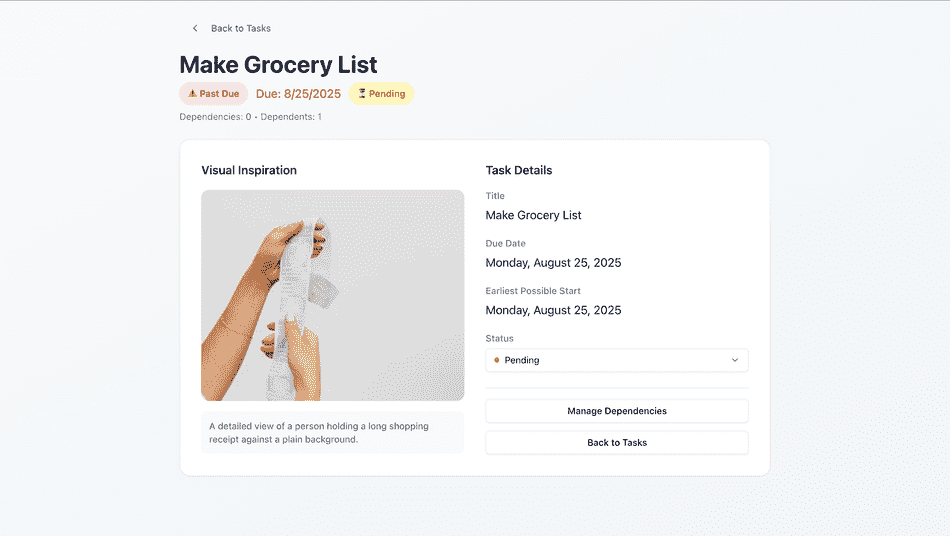 Back to Tasks
Make Grocery List
⚠ Past Due Due: 8/25/2025 ⏳ Pending
Dependencies: 0 • Dependents: 1
Visual Inspiration
A detailed view of a person holding a long shopping
receipt against a plain background.
Task Details
Title
Make Grocery List
Due Date
Monday, August 25, 2025
Earliest Possible Start
Monday, August 25, 2025
Status
Pending
Manage Dependencies
Back to Tasks